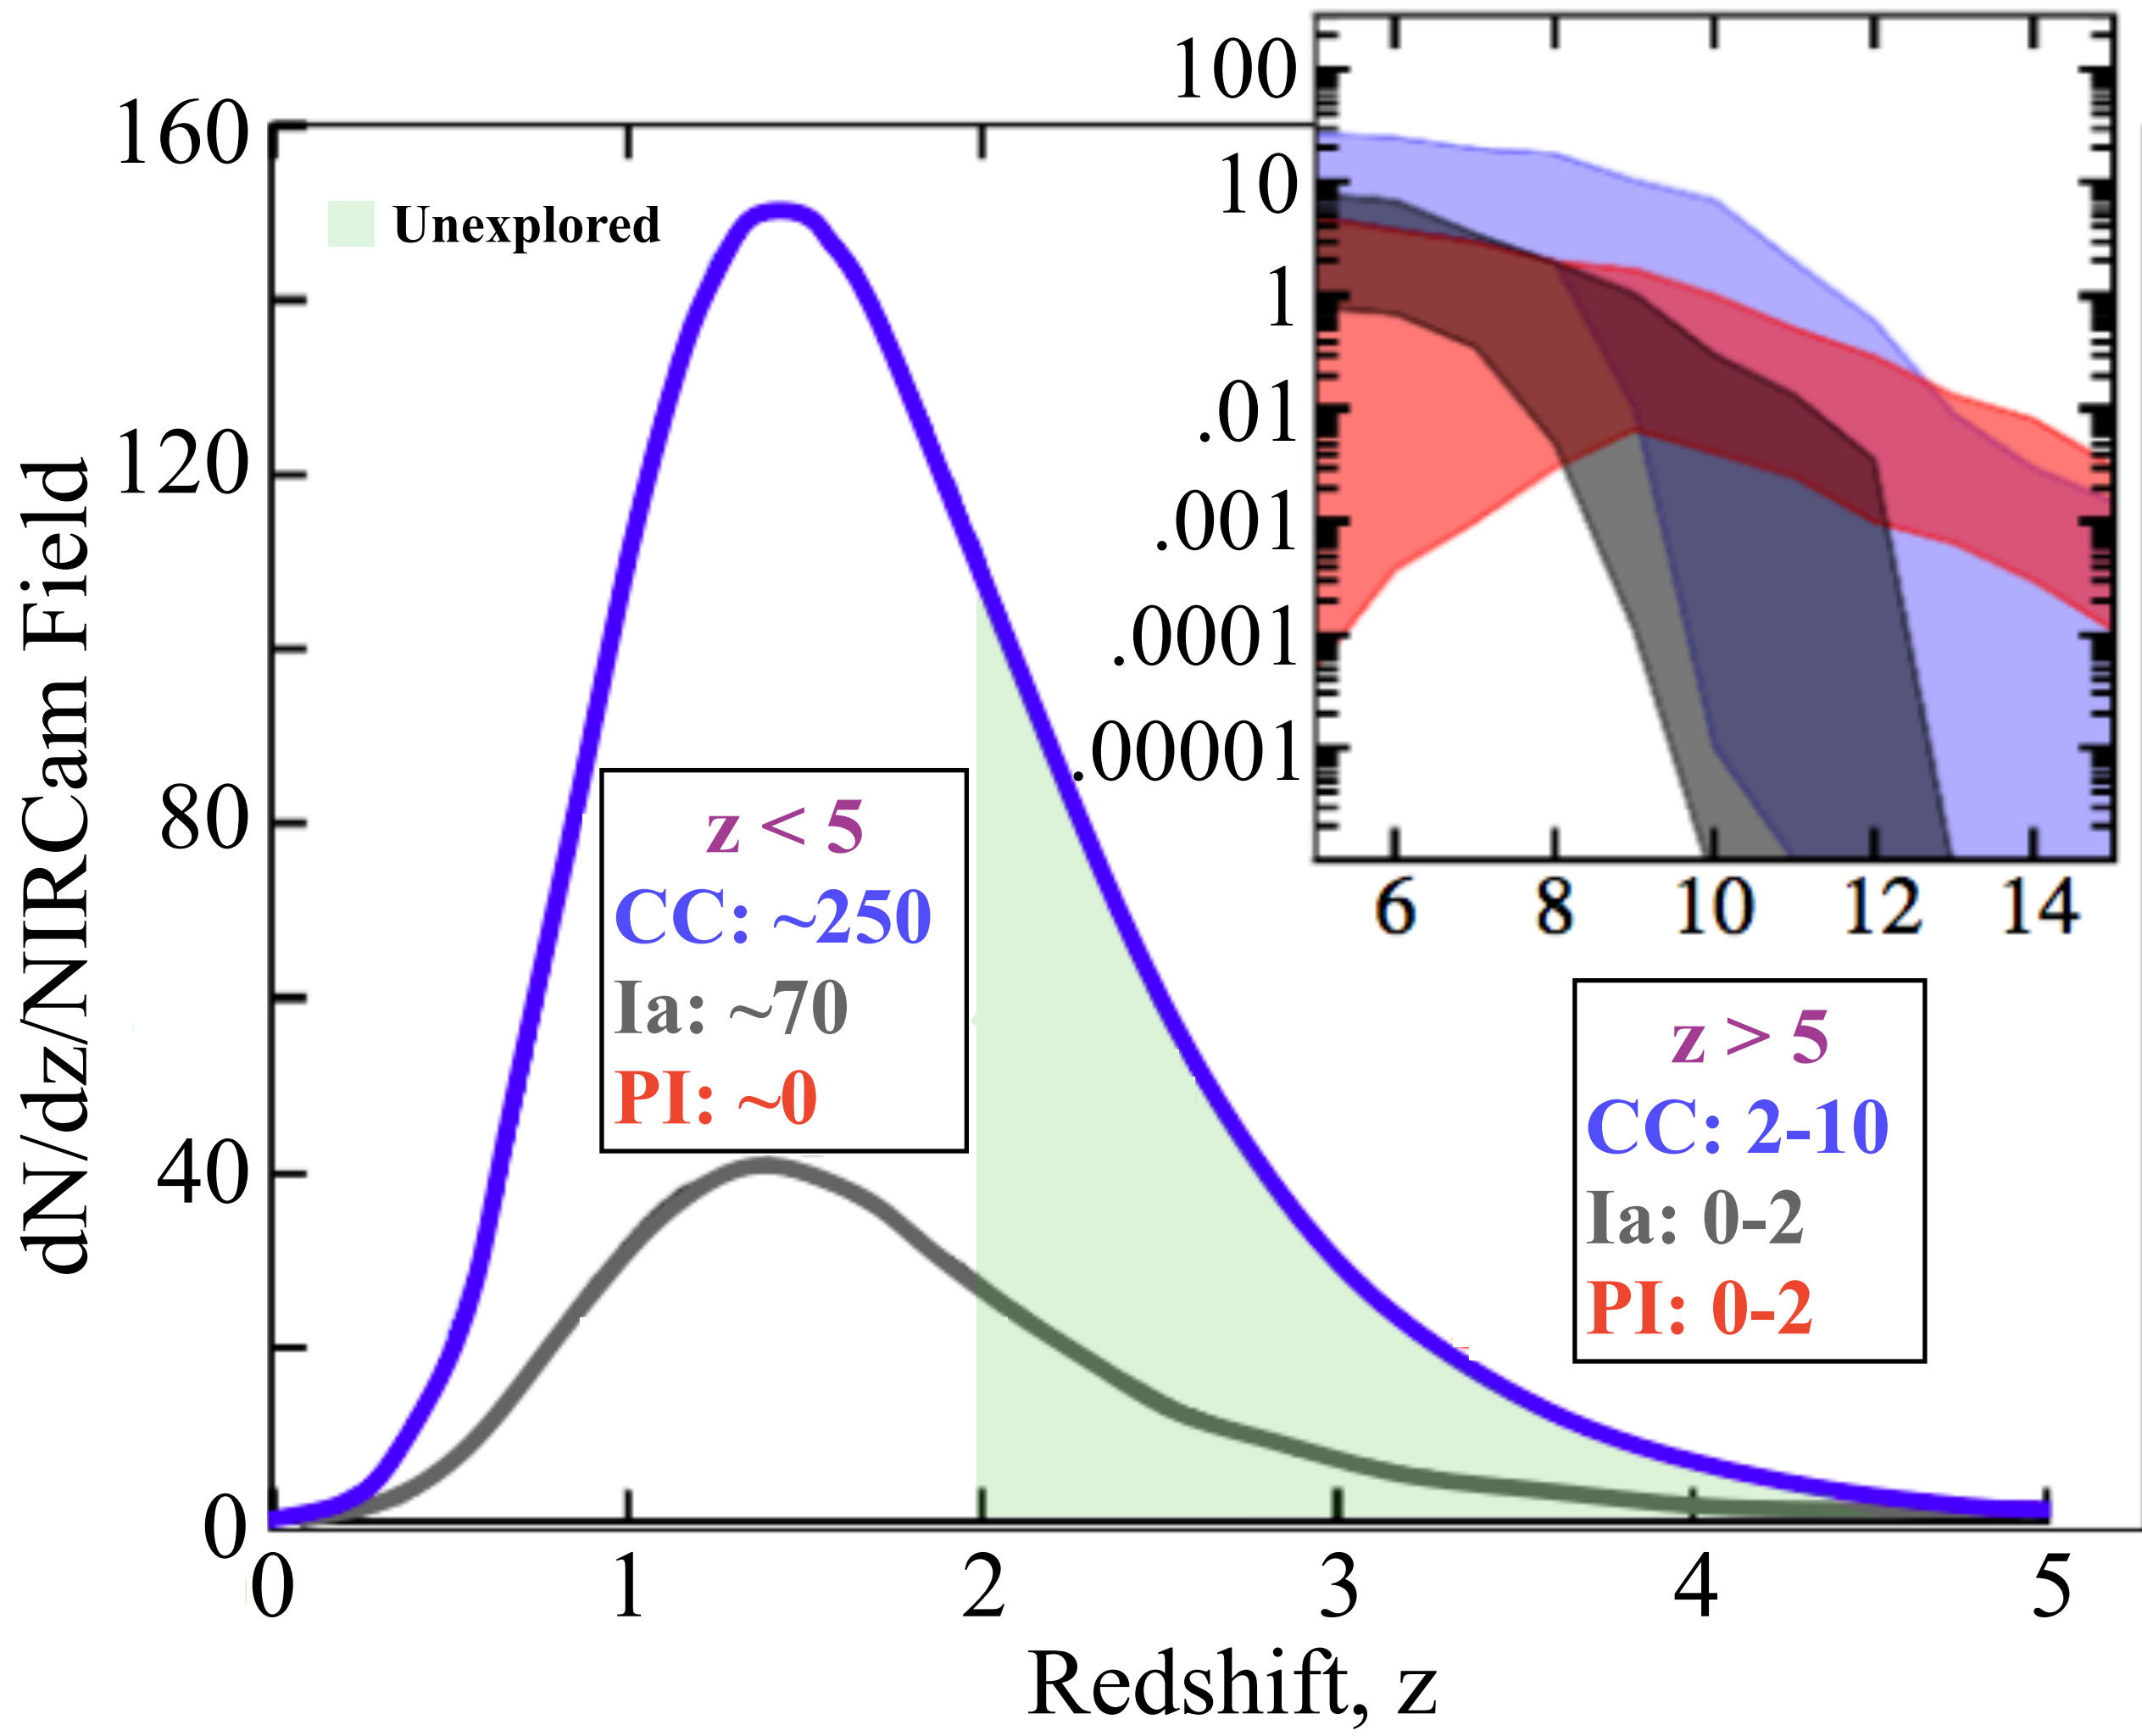 100
10
1
.01
.001
.0001
.00001
6 8 10 12 14
160
120
80
40
0
dN/dz/NIRCam Field
Unexplored
z < 5
CC: ~250
Ia: ~70
PI: ~0
z > 5
CC: 2-10
Ia: 0-2
PI: 0-2
0 1 2 3 4 5
Redshift, z